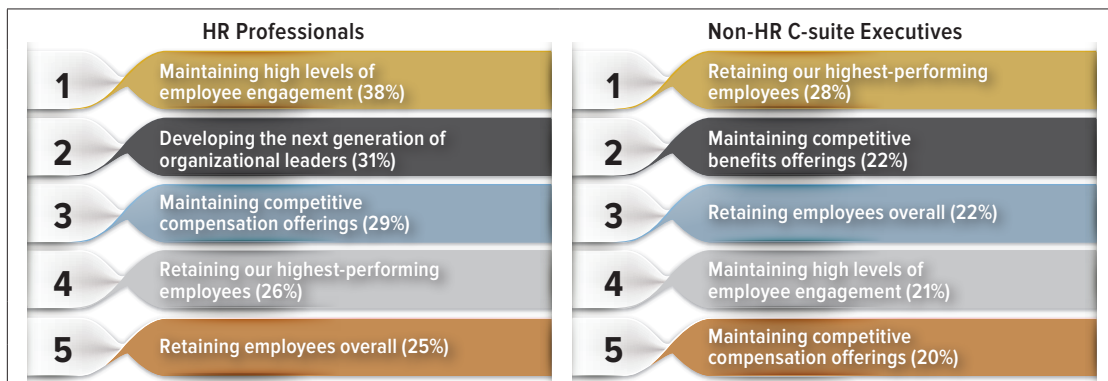 HR Professionals
1
Maintaining high levels of
employee engagement (38%)
2
Developing the next generation of
organizational leaders (31%)
3
Maintaining competitive
compensation offerings (29%)
4
Retaining our highest-performing
employees (26%)
5
Retaining employees overall (25%)
Non-HR C-suite Executives
1
Retaining our highest-performing
employees (28%)
2
Maintaining competitive
benefits offerings (22%)
3
Retaining employees overall (22%)
4
Maintaining high levels of
employee engagement (21%)
5
Maintaining competitive
compensation offerings (20%)